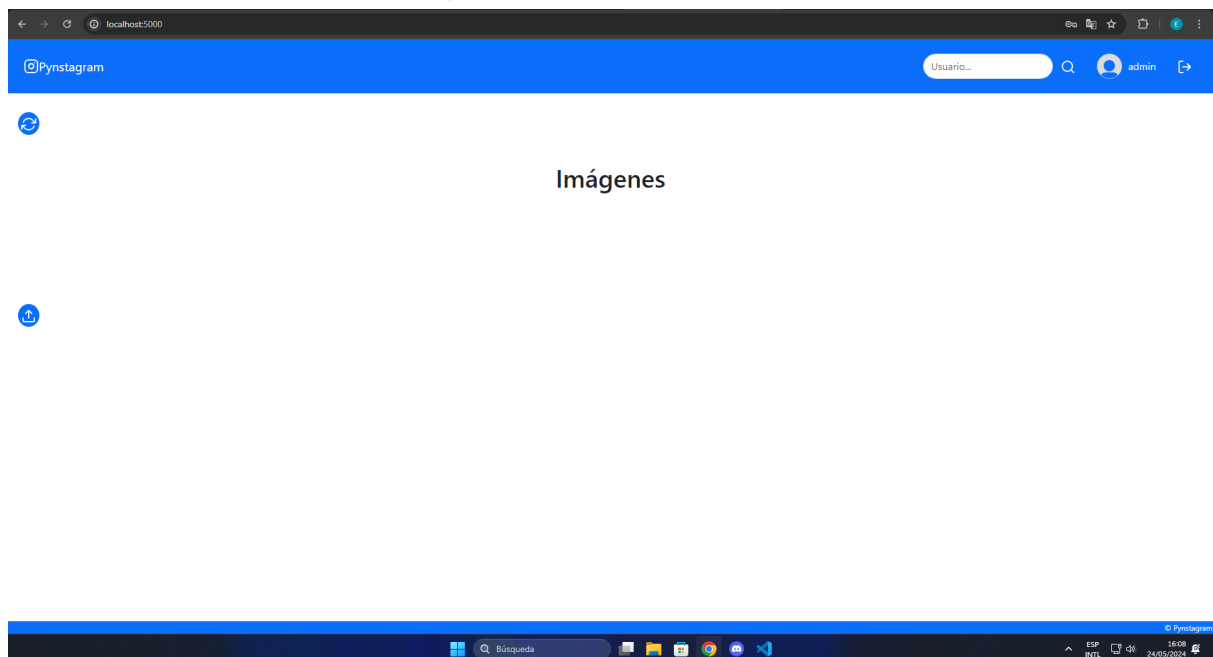 localhost:5000
E
Pynstagram
Usuario...
admin
Imágenes
© Pynstagram
Búsqueda
ESP
INTL
16:08
24/05/2024